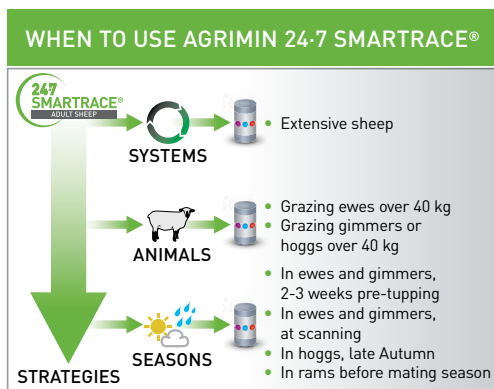 WHEN TO USE AGRIMIN 24·7 SMARTRACE®
247
SMARTRACE®
ADULT SHEEP
SYSTEMS
• Extensive sheep
ANIMALS
• Grazing ewes over 40 kg
• Grazing gimmers or
hoggs over 40 kg
SEASONS
• In ewes and gimmers,
2-3 weeks pre-tupping
• In ewes and gimmers,
at scanning
• In hoggs, late Autumn
• In rams before mating season
STRATEGIES